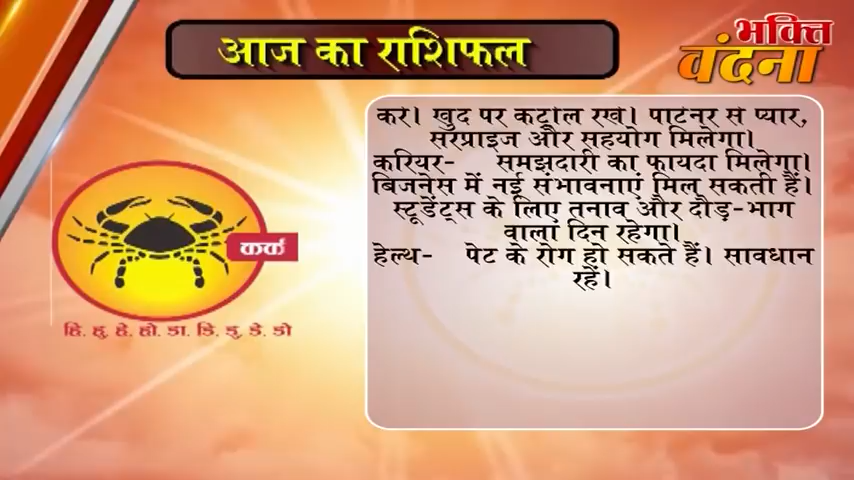 आज का राशिफल
भक्ति
वंदना
कर। खुद पर कंट्रोल रख। पाटनर स प्यार,
सरप्राइज और सहयोग मिलेगा।
करियर- समझदारी का फायदा मिलेगा।
बिजनेस में नई संभावनाएं मिल सकती हैं।
स्टूडेंट्स के लिए तनाव और दौड़-भाग
वाला दिन रहेगा।
हेल्थ- पेट के रोग हो सकते हैं। सावधान
रहें।
कर्क
हि. हु. हे. हो. डा. डि. डु. डे. डो